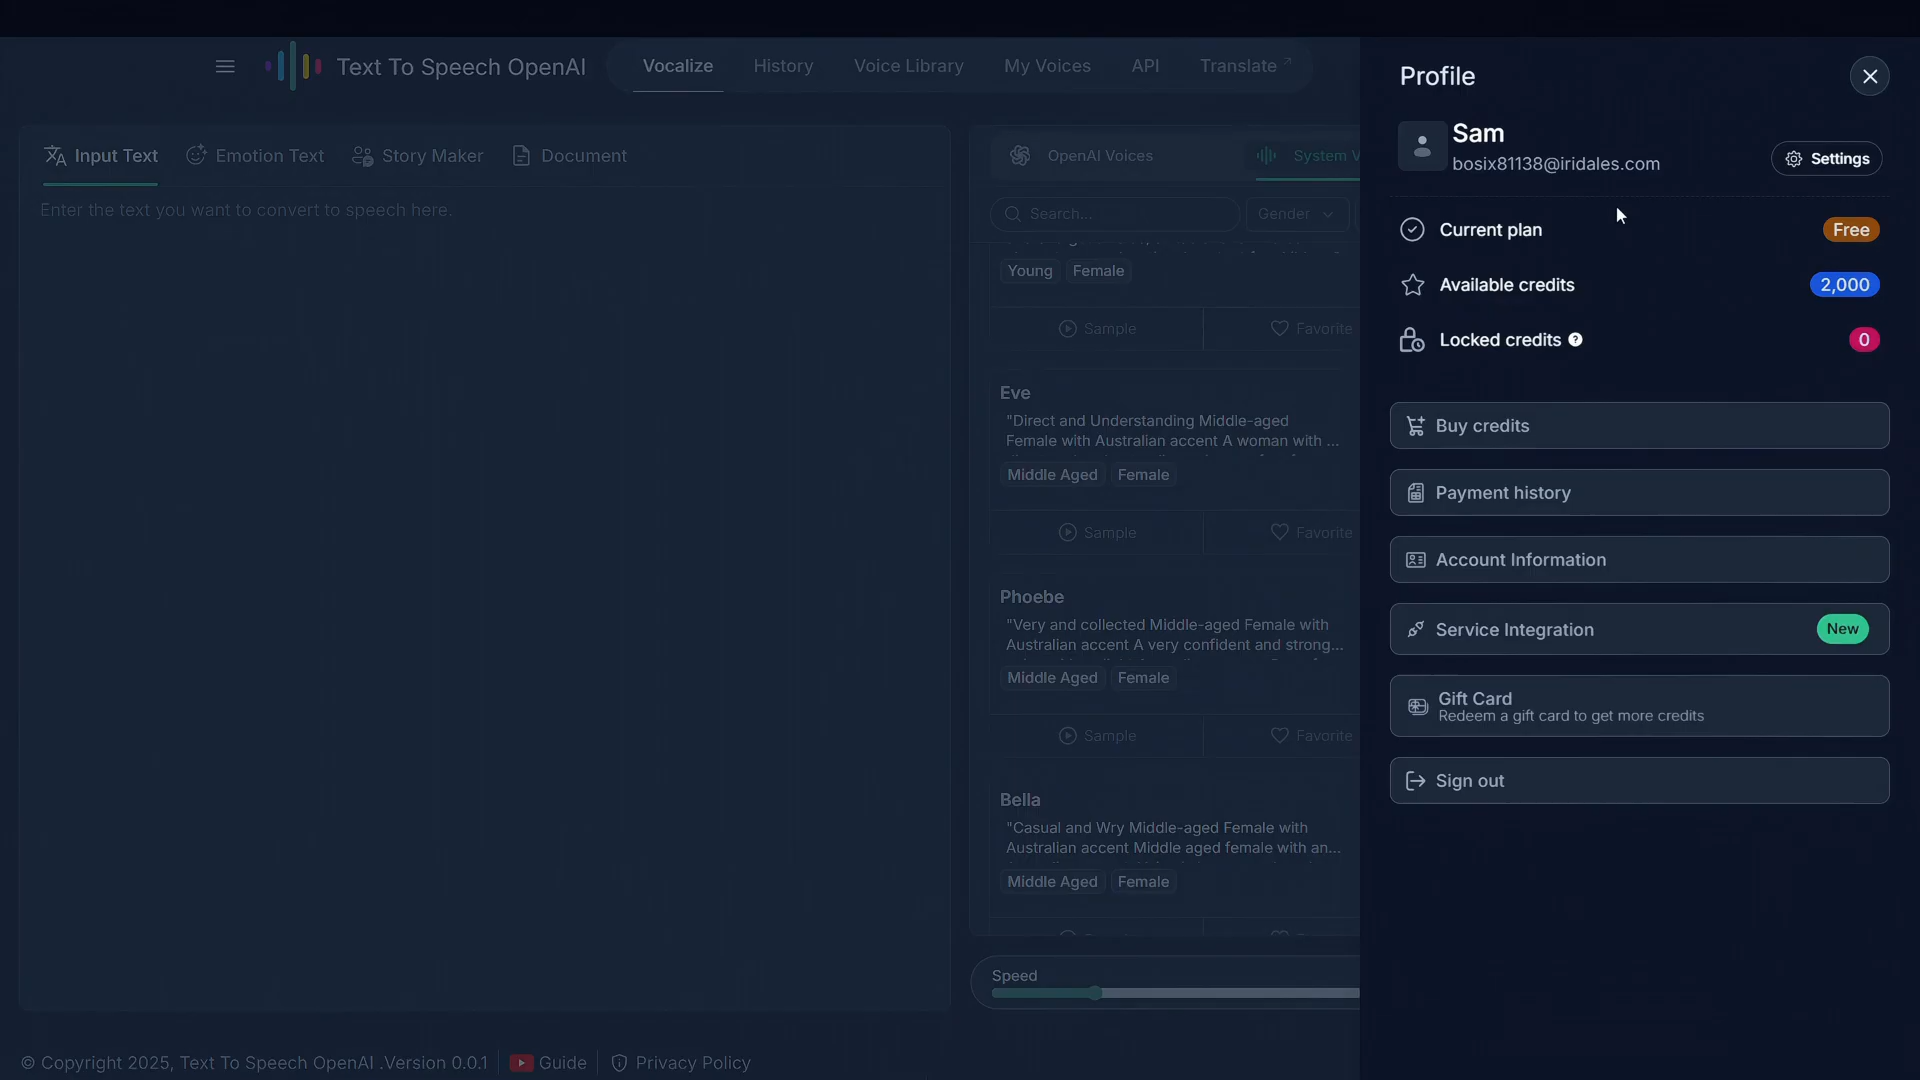 Text To Speech OpenAI
Vocalize
History
Voice Library
My Voices
API
Translate
Input Text
Emotion Text
Story Maker
Document
Enter the text you want to convert to speech here.
OpenAI Voices
System V
Search...
Gender
Young
Female
Sample
Favorite
Eve
"Direct and Understanding Middle-aged
Female with Australian accent A woman with ...
Middle Aged
Female
Sample
Favorite
Phoebe
"Very and collected Middle-aged Female with
Australian accent A very confident and strong...
Middle Aged
Female
Sample
Favorite
Bella
"Casual and Wry Middle-aged Female with
Australian accent Middle aged female with an...
Middle Aged
Female
Speed
© Copyright 2025, Text To Speech OpenAI .Version 0.0.1
Guide
Privacy Policy
Profile
Sam
bosix81138@iridales.com
Settings
Current plan
Free
Available credits
2,000
Locked credits ?
0
Buy credits
Payment history
Account Information
Service Integration
New
Gift Card
Redeem a gift card to get more credits
Sign out